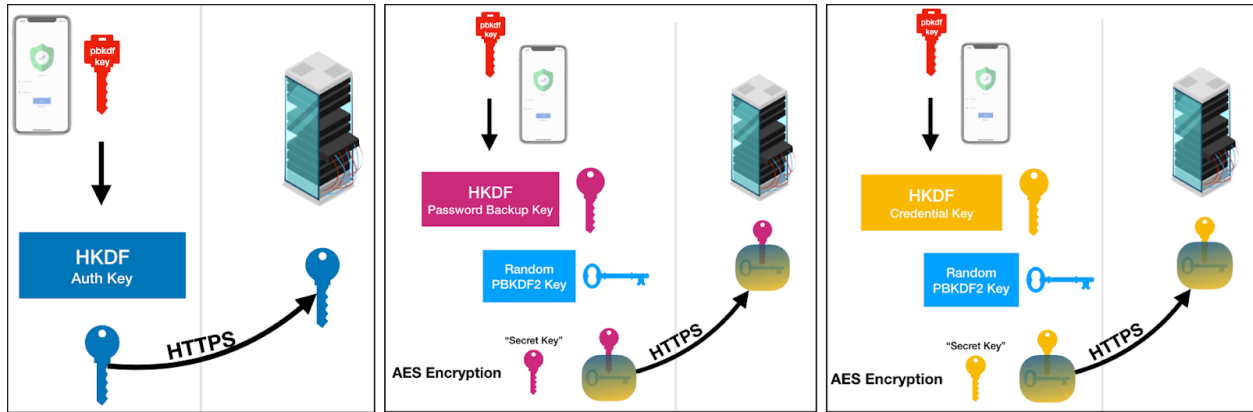 pbkdf
key
HKDF
Auth Key
HTTPS
pbkdf
key
HKDF
Password Backup Key
Random
PBKDF2 Key
"Secret Key"
AES Encryption
HTTPS
pbkdf
key
HKDF
Credential Key
Random
PBKDF2 Key
"Secret Key"
AES Encryption
HTTPS